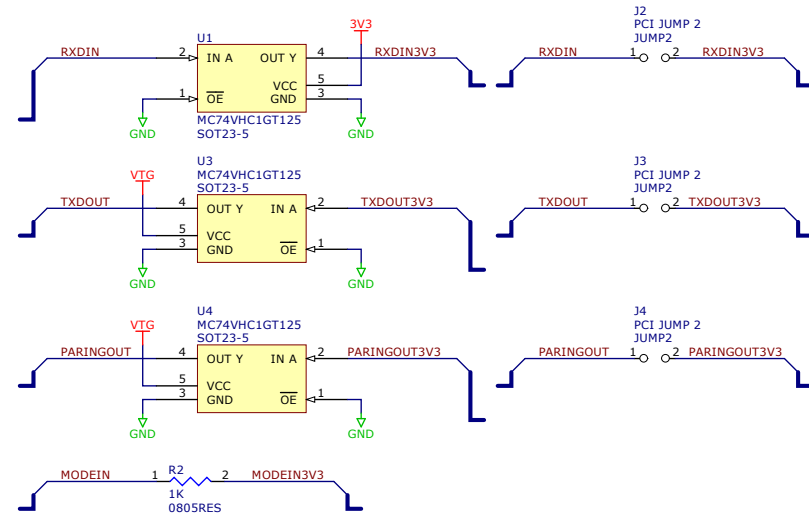 J2
3V3 PCI JUMP 2
U1 JUMP2
RXDIN 2 IN A OUT Y 4 RXDIN3V3 RXDIN 1 2 RXDIN3V3
VCC 5
1 OE GND 3
MC74VHC1GT125
GND SOT23-5 GND
U3 J3
VTG MC74VHC1GT125 PCI JUMP 2
SOT23-5 JUMP2
TXDOUT 4 OUT Y IN A 2 TXDOUT3V3 TXDOUT 1 2 TXDOUT3V3
5 VCC
3 GND OE 1
GND GND
U4 J4
VTG MC74VHC1GT125 PCI JUMP 2
SOT23-5 JUMP2
PARINGOUT 4 OUT Y IN A 2 PARINGOUT3V3 PARINGOUT 1 2 PARINGOUT3V3
5 VCC
3 GND OE 1
GND GND
MODEIN 1 R2 2 MODEIN3V3
1K
0805RES